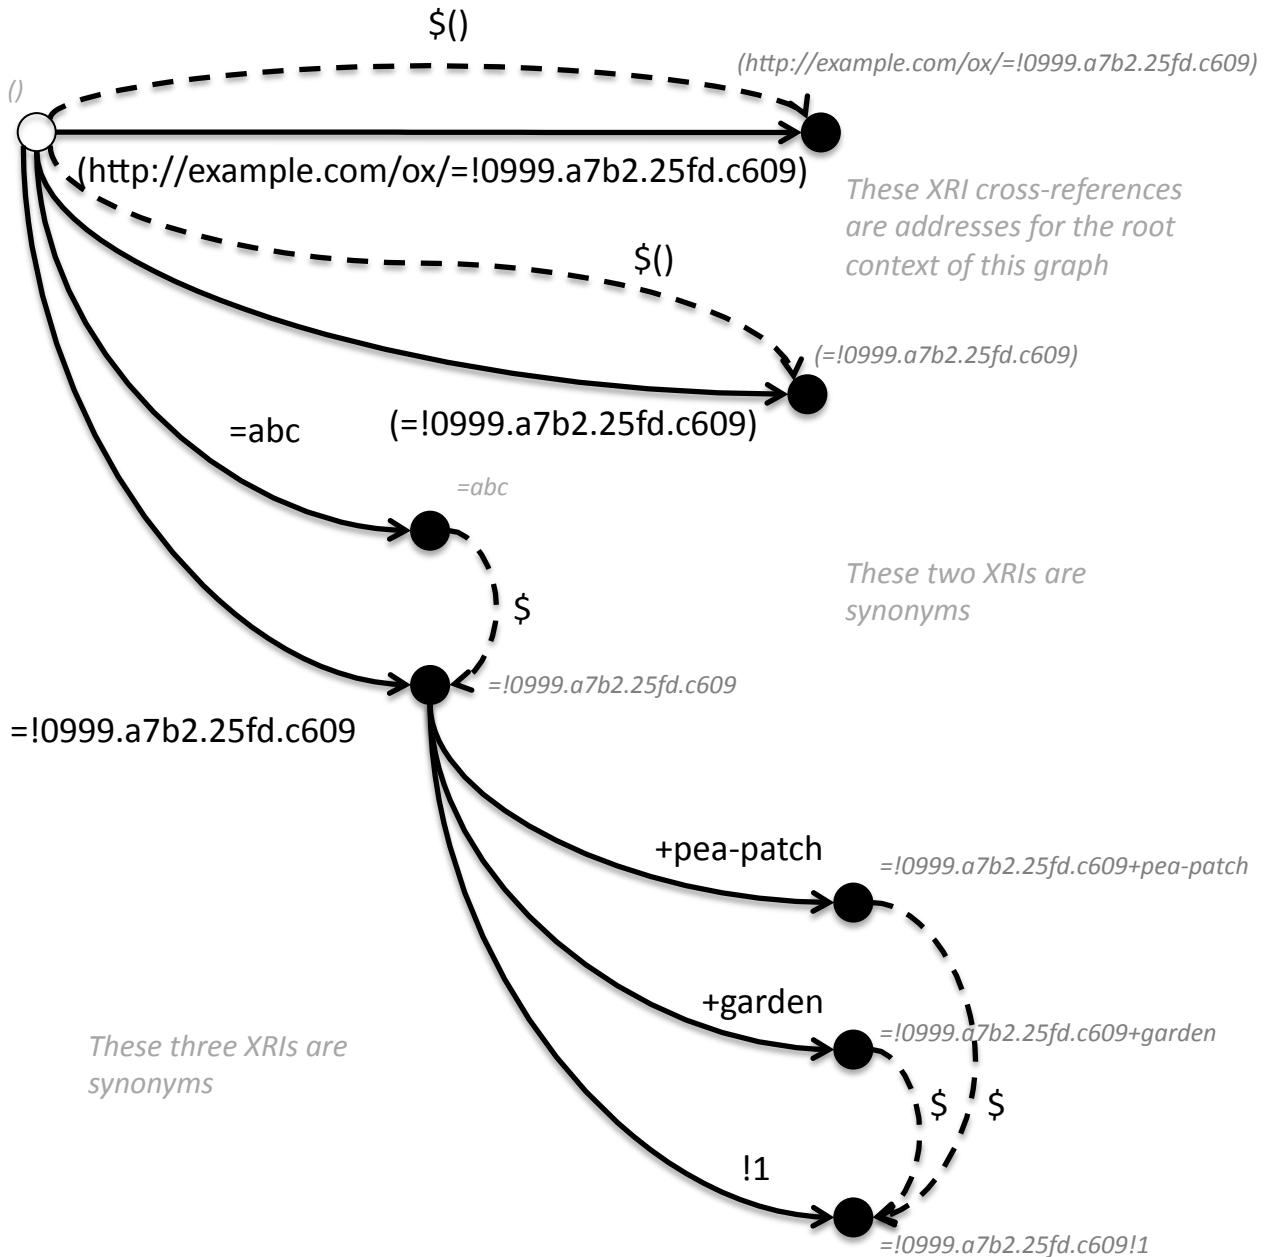 $()
(http://example.com/ox/=!0999.a7b2.25fd.c609)
()
(http://example.com/ox/=!0999.a7b2.25fd.c609)
These XRI cross-references
are addresses for the root
context of this graph
$()
(=!0999.a7b2.25fd.c609)
=abc
(=!0999.a7b2.25fd.c609)
=abc
These two XRIs are
synonyms
$
=!0999.a7b2.25fd.c609
=!0999.a7b2.25fd.c609
+pea-patch
=!0999.a7b2.25fd.c609+pea-patch
+garden
=!0999.a7b2.25fd.c609+garden
These three XRIs are
synonyms
$
$
!1
=!0999.a7b2.25fd.c609!1